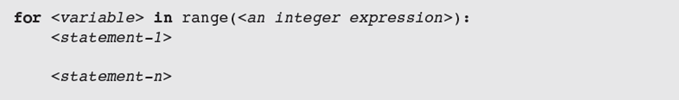 for <variable> in range(<an integer expression>):
<statement-1>
<statement-n>